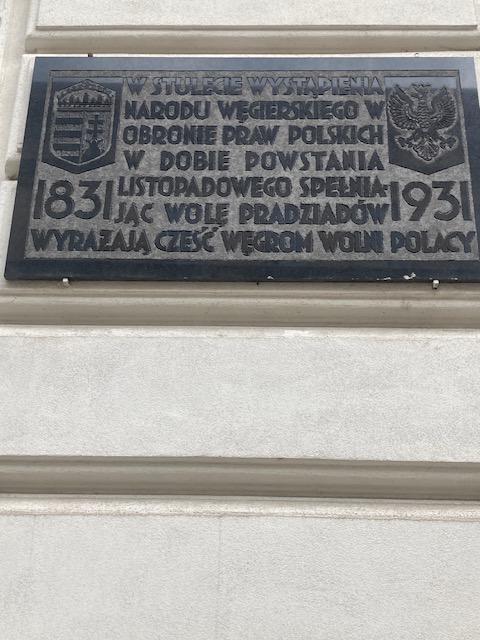 W STULECIE WYSTĄPIENIA
NARODU WĘGIERSKIEGO W
OBRONIE PRAW POLSKICH
W DOBIE POWSTANIA
1831 LISTOPADOWEGO SPEŁNIA- 1931
JĄC WOLĘ PRADZIADÓW
WYRAŻAJĄ CZEŚĆ WĘGROM WOLNI POLACY